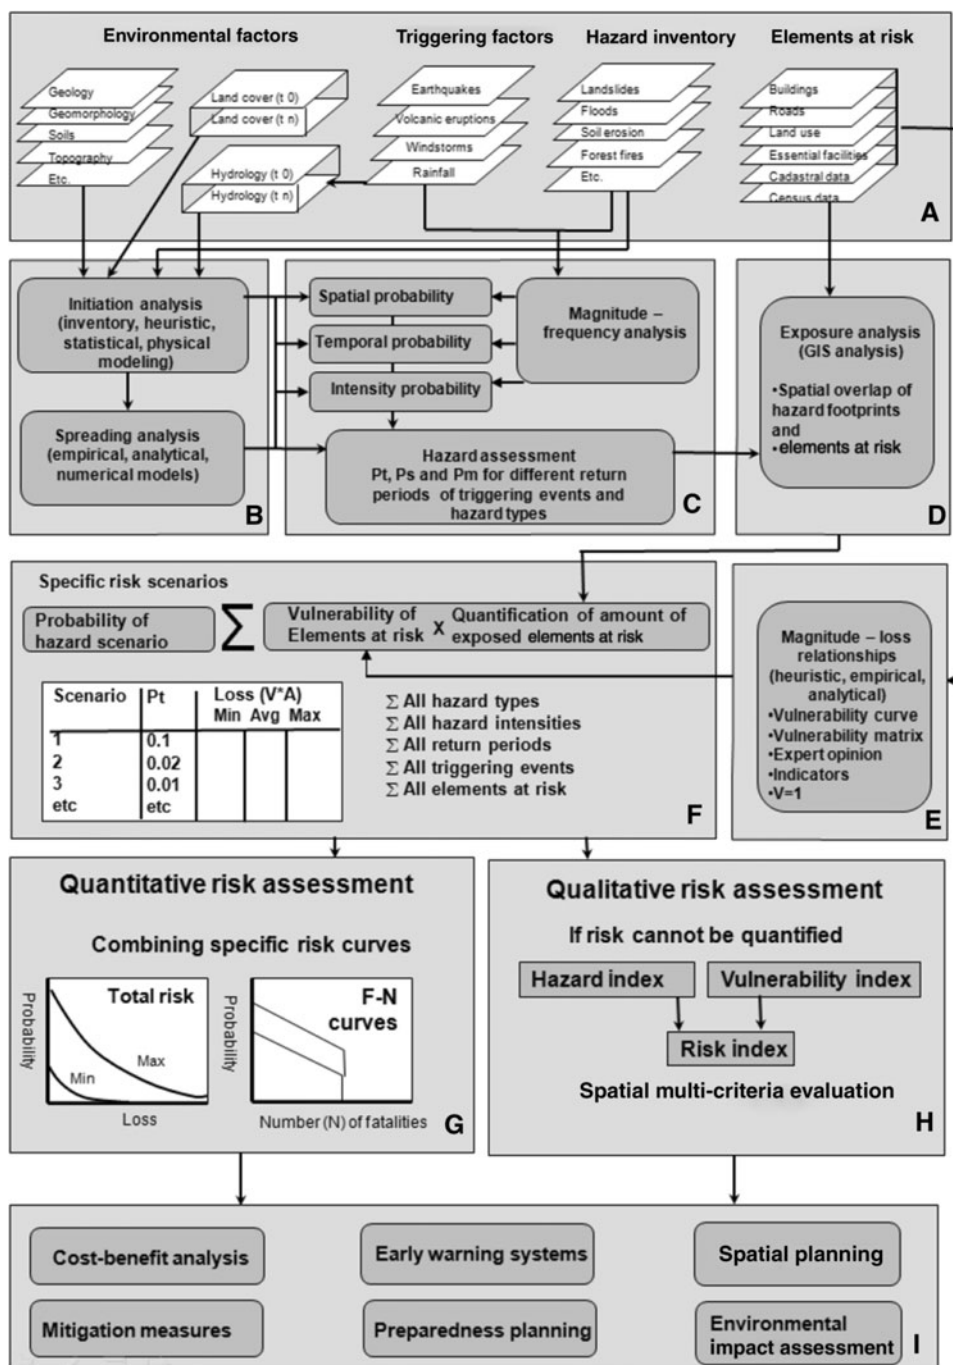 Environmental factors
Triggering factors
Hazard inventory
Elements at risk
Geology
Geomorphology
Soils
Topography
Etc.
Land cover (t 0)
Land cover (t n)
Hydrology (t 0)
Hydrology (t n)
Earthquakes
Volcanic eruptions
Windstorms
Rainfall
Landslides
Floods
Soil erosion
Forest fires
Etc.
Buildings
Roads
Land use
Essential facilities
Cadastral data
Census data
A
Initiation analysis
(inventory, heuristic,
statistical, physical
modeling)
Spreading analysis
(empirical, analytical,
numerical models)
B
Spatial probability
Temporal probability
Intensity probability
Magnitude –
frequency analysis
Hazard assessment
Pt, Ps and Pm for different return
periods of triggering events and
hazard types
C
Exposure analysis
(GIS analysis)
•Spatial overlap of
hazard footprints
and
•elements at risk
D
Specific risk scenarios
Probability of
hazard scenario
Σ
Vulnerability of
Elements at risk
X
Quantification of amount of
exposed elements at risk
Scenario Pt Loss (V*A)
Min Avg Max
1 0.1
2 0.02
3 0.01
etc etc
Σ All hazard types
Σ All hazard intensities
Σ All return periods
Σ All triggering events
Σ All elements at risk
F
Magnitude – loss
relationships
(heuristic, empirical,
analytical)
•Vulnerability curve
•Vulnerability matrix
•Expert opinion
•Indicators
•V=1
E
Quantitative risk assessment
Combining specific risk curves
Probability
Total risk
Max
Min
Loss
Probability
F-N
curves
Number (N) of fatalities
G
Qualitative risk assessment
If risk cannot be quantified
Hazard index
Vulnerability index
Risk index
Spatial multi-criteria evaluation
H
Cost-benefit analysis
Early warning systems
Spatial planning
Mitigation measures
Preparedness planning
Environmental
impact assessment
I